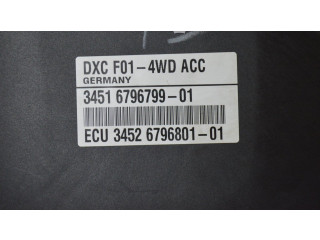 DXC F01-4WD ACC
GERMANY
3451 6796799-01
ECU 3452 6796801-01